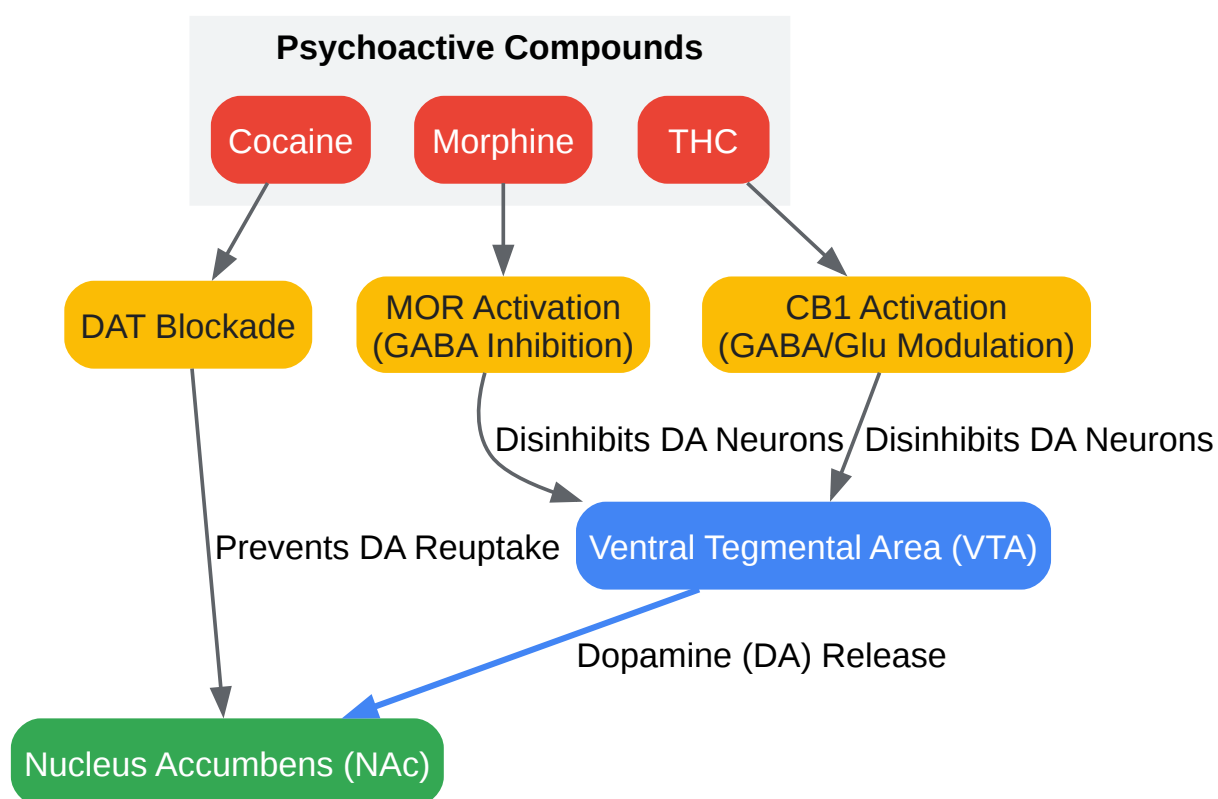 Psychoactive Compounds
Cocaine
Morphine
THC
DAT Blockade
MOR Activation
(GABA Inhibition)
CB1 Activation
(GABA/Glu Modulation)
Disinhibits DA Neurons
Disinhibits DA Neurons
Prevents DA Reuptake
Ventral Tegmental Area (VTA)
Dopamine (DA) Release
Nucleus Accumbens (NAc)